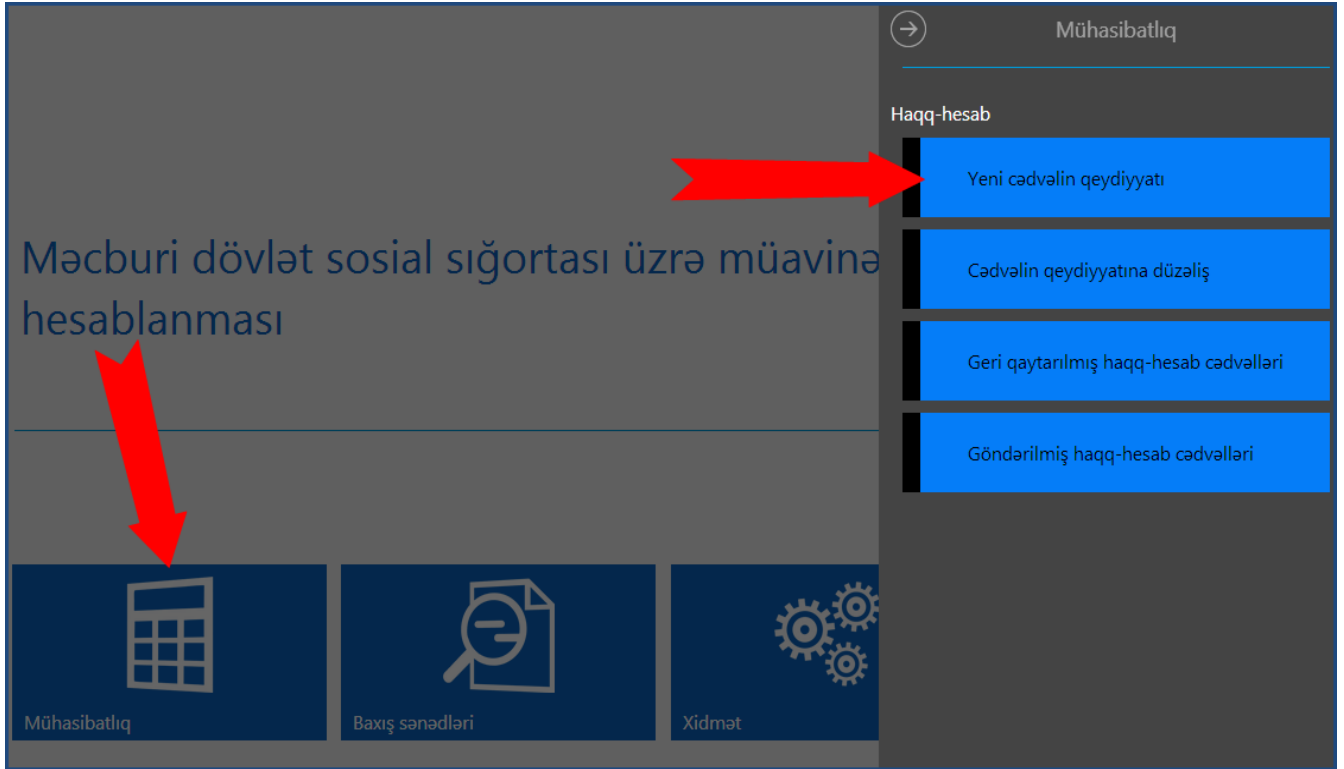 Mühasibatlıq
Haqq-hesab
Yeni cədvəlin qeydiyyatı
Cədvəlin qeydiyyatına düzəliş
Geri qaytarılmış haqq-hesab cədvəlləri
Göndərilmiş haqq-hesab cədvəlləri
Məcburi dövlət sosial sığortası üzrə müavinə
hesablanması
Mühasibatlıq
Baxış sənədləri
Xidmət